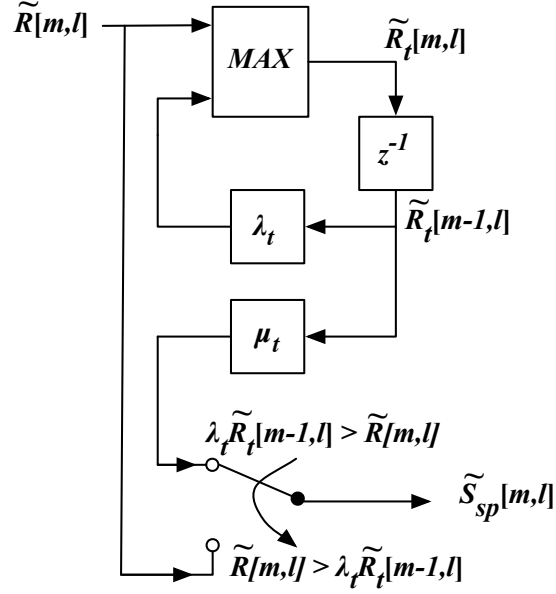 R̃[m,l]
MAX
R̃ₜ[m,l]
z⁻¹
λₜ
R̃ₜ[m-1,l]
μₜ
λₜR̃ₜ[m-1,l] > R̃[m,l]
S̃ₛₚ[m,l]
R̃[m,l] > λₜR̃ₜ[m-1,l]